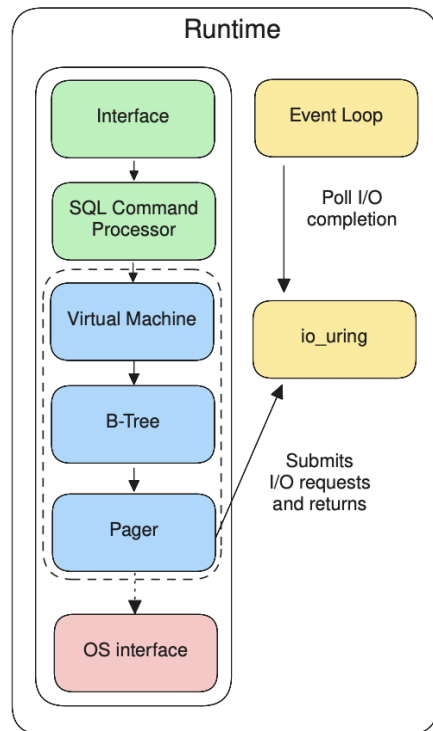 Runtime
Interface
SQL Command
Processor
Virtual Machine
B-Tree
Pager
OS interface
Event Loop
Poll I/O
completion
io_uring
Submits
I/O requests
and returns